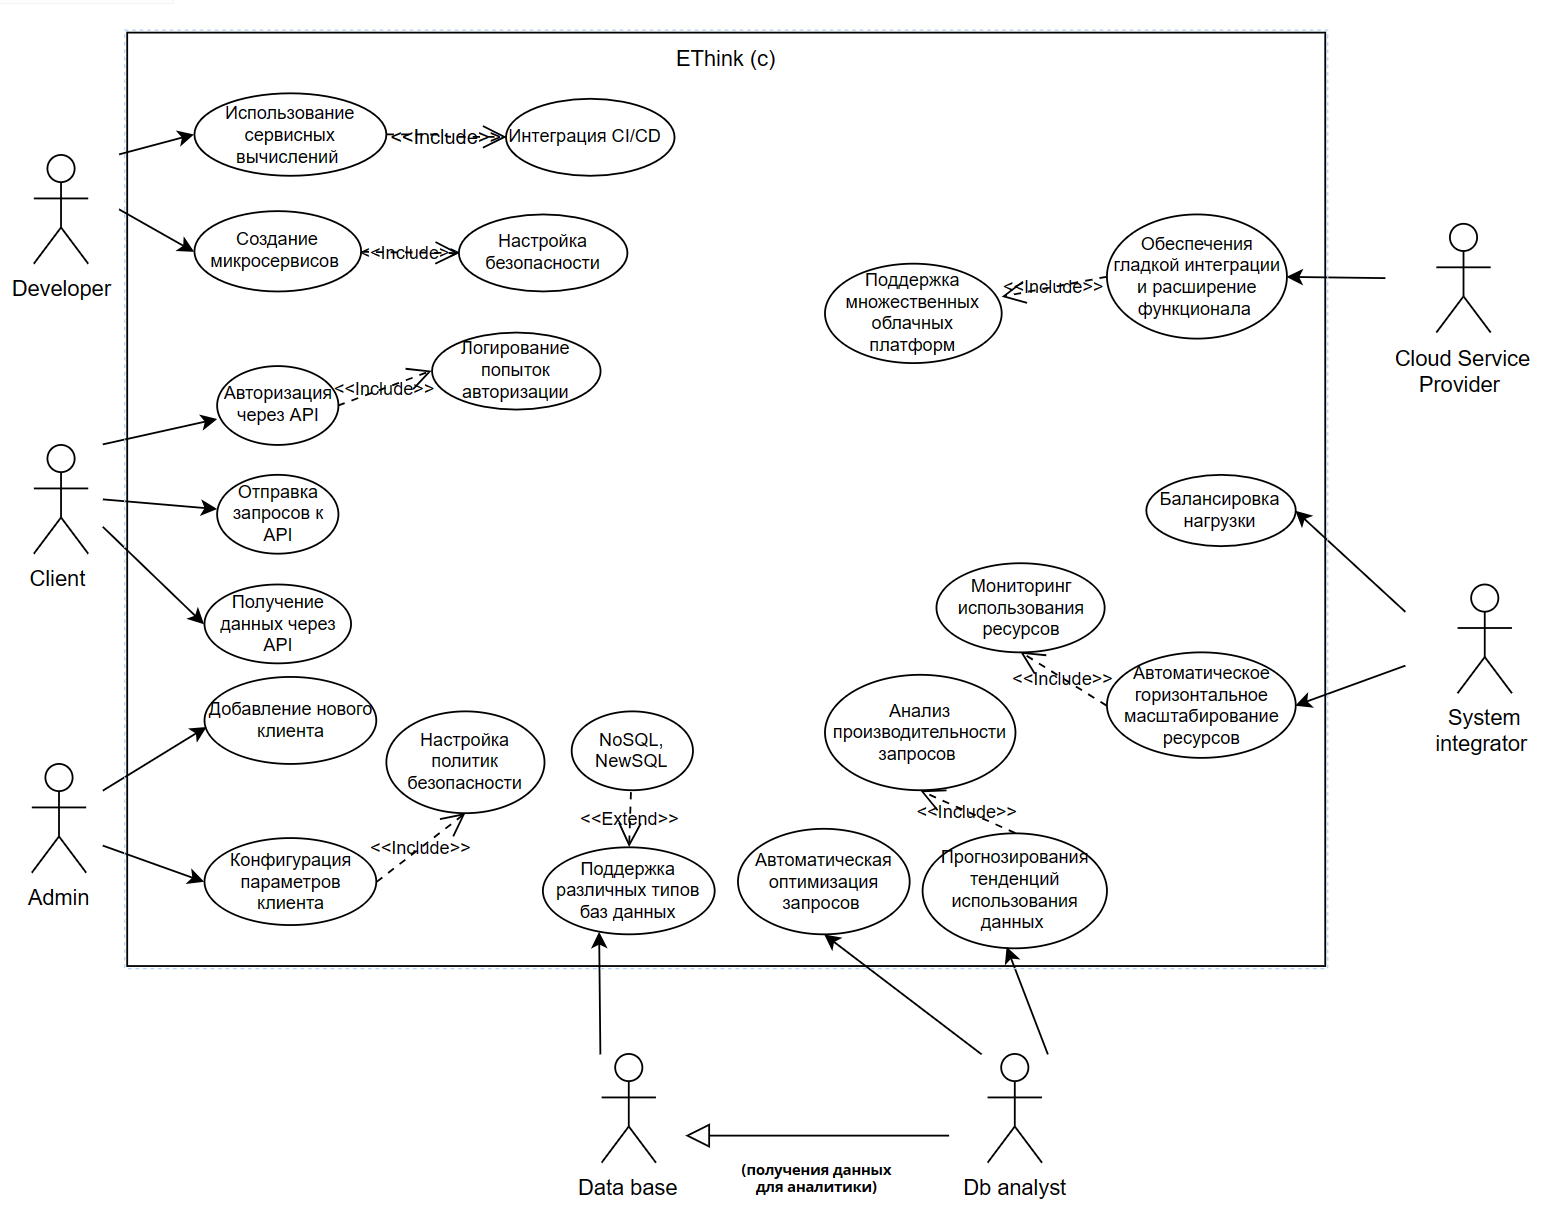 EThink (c)
Использование
сервисных
вычислений
<<Include>>
Интеграция CI/CD
Developer
Создание
микросервисов
<<Include>>
Настройка
безопасности
Обеспечения
гладкой интеграции
и расширение
функционала
<<Include>>
Поддержка
множественных
облачных
платформ
Cloud Service
Provider
Логирование
попыток
авторизации
<<Include>>
Авторизация
через API
Client
Отправка
запросов к
API
Получение
данных через
API
Балансировка
нагрузки
Мониторинг
использования
ресурсов
<<Include>>
Автоматическое
горизонтальное
масштабирование
ресурсов
System
integrator
Добавление нового
клиента
Настройка
политик
безопасности
<<Include>>
Конфигурация
параметров
клиента
Admin
NoSQL,
NewSQL
<<Extend>>
Поддержка
различных типов
баз данных
Анализ
производительности
запросов
<<Include>>
Автоматическая
оптимизация
запросов
Прогнозирования
тенденций
использования
данных
Data base
(получения данных
для аналитики)
Db analyst